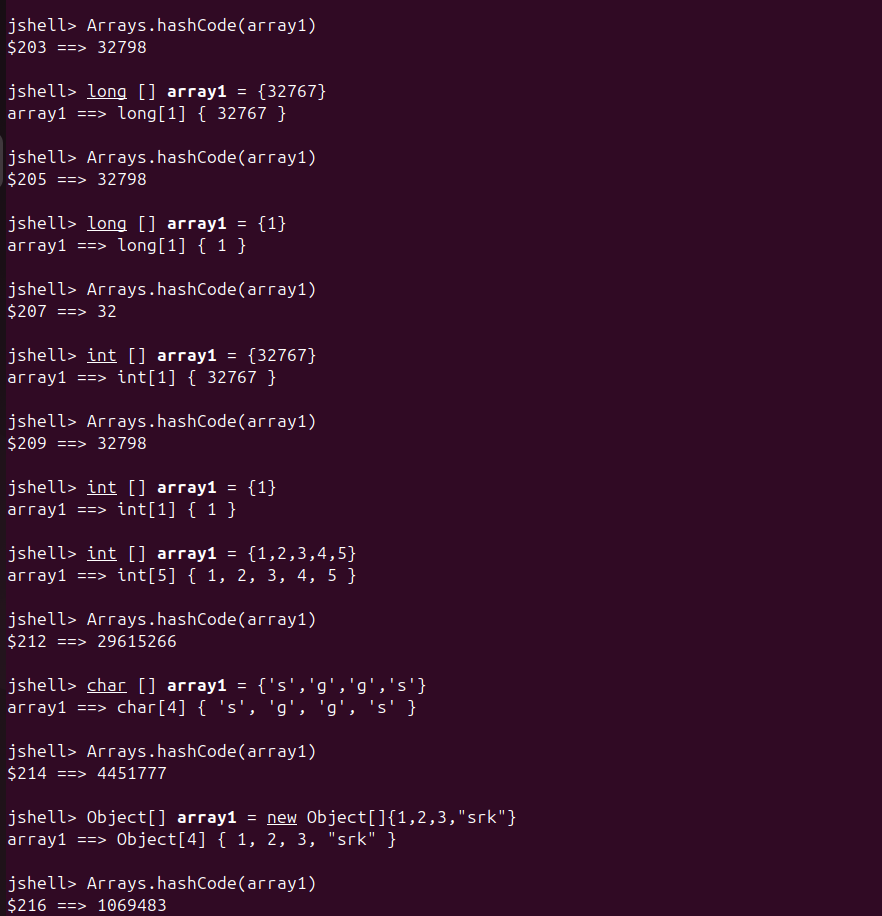 jshell> Arrays.hashCode(array1)
$203 ==> 32798
jshell> long [] array1 = {32767}
array1 ==> long[1] { 32767 }
jshell> Arrays.hashCode(array1)
$205 ==> 32798
jshell> long [] array1 = {1}
array1 ==> long[1] { 1 }
jshell> Arrays.hashCode(array1)
$207 ==> 32
jshell> int [] array1 = {32767}
array1 ==> int[1] { 32767 }
jshell> Arrays.hashCode(array1)
$209 ==> 32798
jshell> int [] array1 = {1}
array1 ==> int[1] { 1 }
jshell> int [] array1 = {1,2,3,4,5}
array1 ==> int[5] { 1, 2, 3, 4, 5 }
jshell> Arrays.hashCode(array1)
$212 ==> 29615266
jshell> char [] array1 = {'s','g','g','s'}
array1 ==> char[4] { 's', 'g', 'g', 's' }
jshell> Arrays.hashCode(array1)
$214 ==> 4451777
jshell> Object[] array1 = new Object[]{1,2,3,"srk"}
array1 ==> Object[4] { 1, 2, 3, "srk" }
jshell> Arrays.hashCode(array1)
$216 ==> 1069483